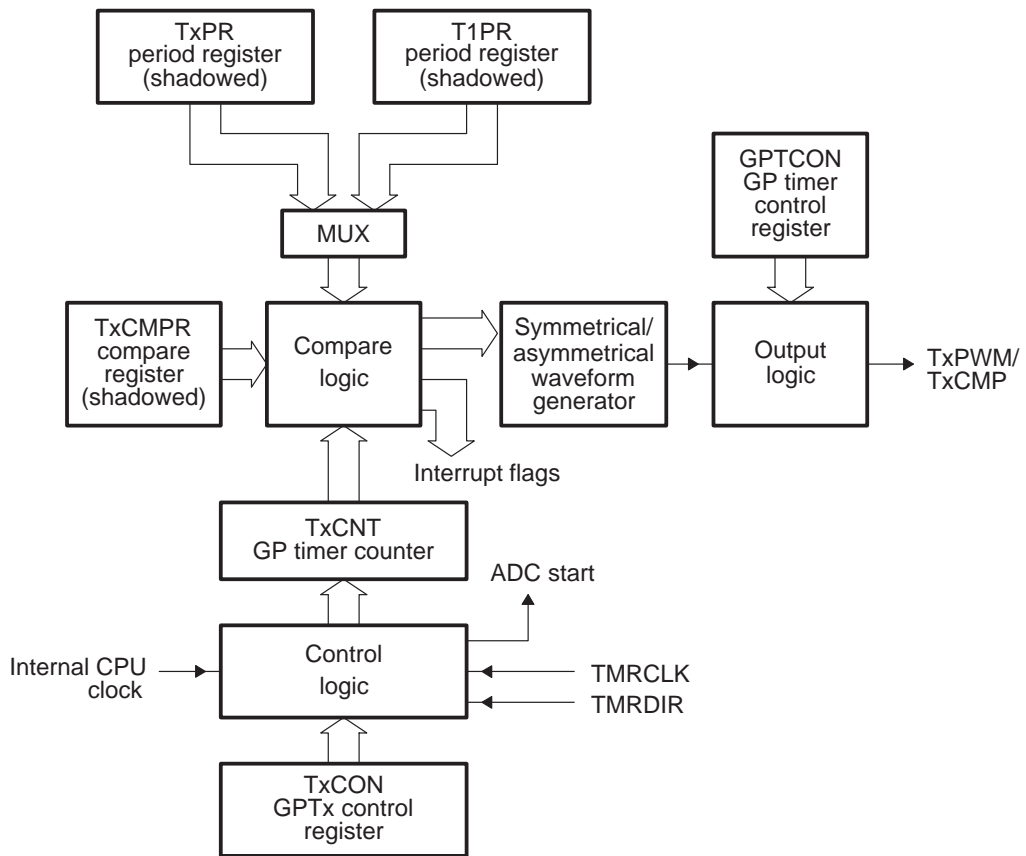 TxPR
period register
(shadowed)
T1PR
period register
(shadowed)
GPTCON
GP timer
control
register
MUX
TxCMPR
compare
register
(shadowed)
Compare
logic
Symmetrical/
asymmetrical
waveform
generator
Output
logic
TxPWM/
TxCMP
Interrupt flags
TxCNT
GP timer counter
ADC start
Internal CPU
clock
Control
logic
TMRCLK
TMRDIR
TxCON
GPTx control
register